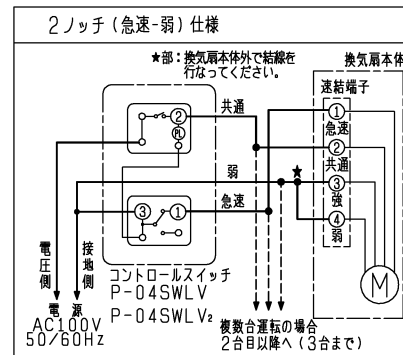 2ノッチ(急速-弱)仕様
★部:換気扇本体外で結線を
行なってください。
換気扇本体
速結端子
共通
②
PL
①
急速
②
共通
弱
★
③
強
③
①
急速
④
弱
電圧側
接地側
コントロールスイッチ
P-04SWLV
P-04SWLV₂
M
電源
AC100V
50/60Hz
複数台運転の場合
2台目以降へ(3台まで)